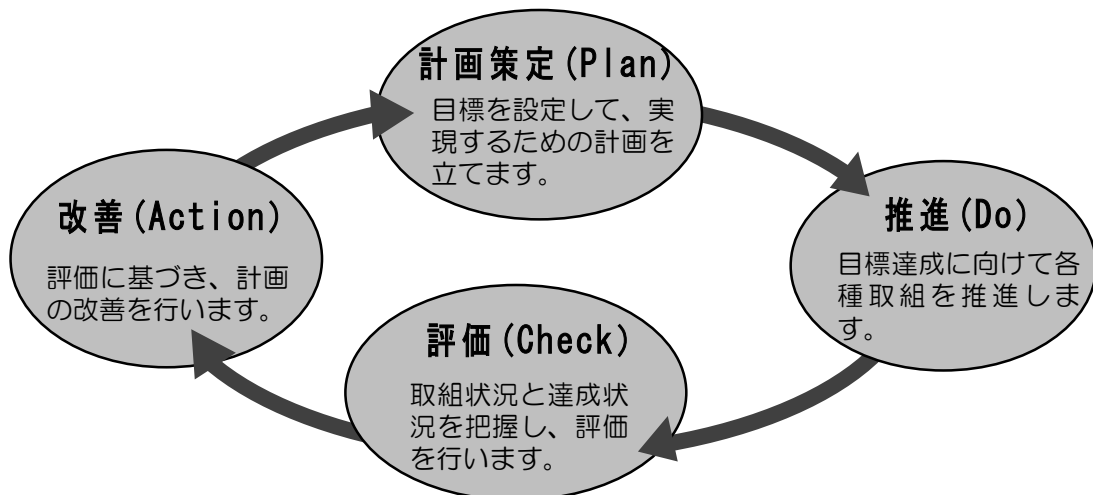 計画策定(Plan)
目標を設定して、実
現するための計画を
立てます。
推進(Do)
目標達成に向けて各
種取組を推進しま
す。
評価(Check)
取組状況と達成状
況を把握し、評価
を行います。
改善(Action)
評価に基づき、計画
の改善を行います。